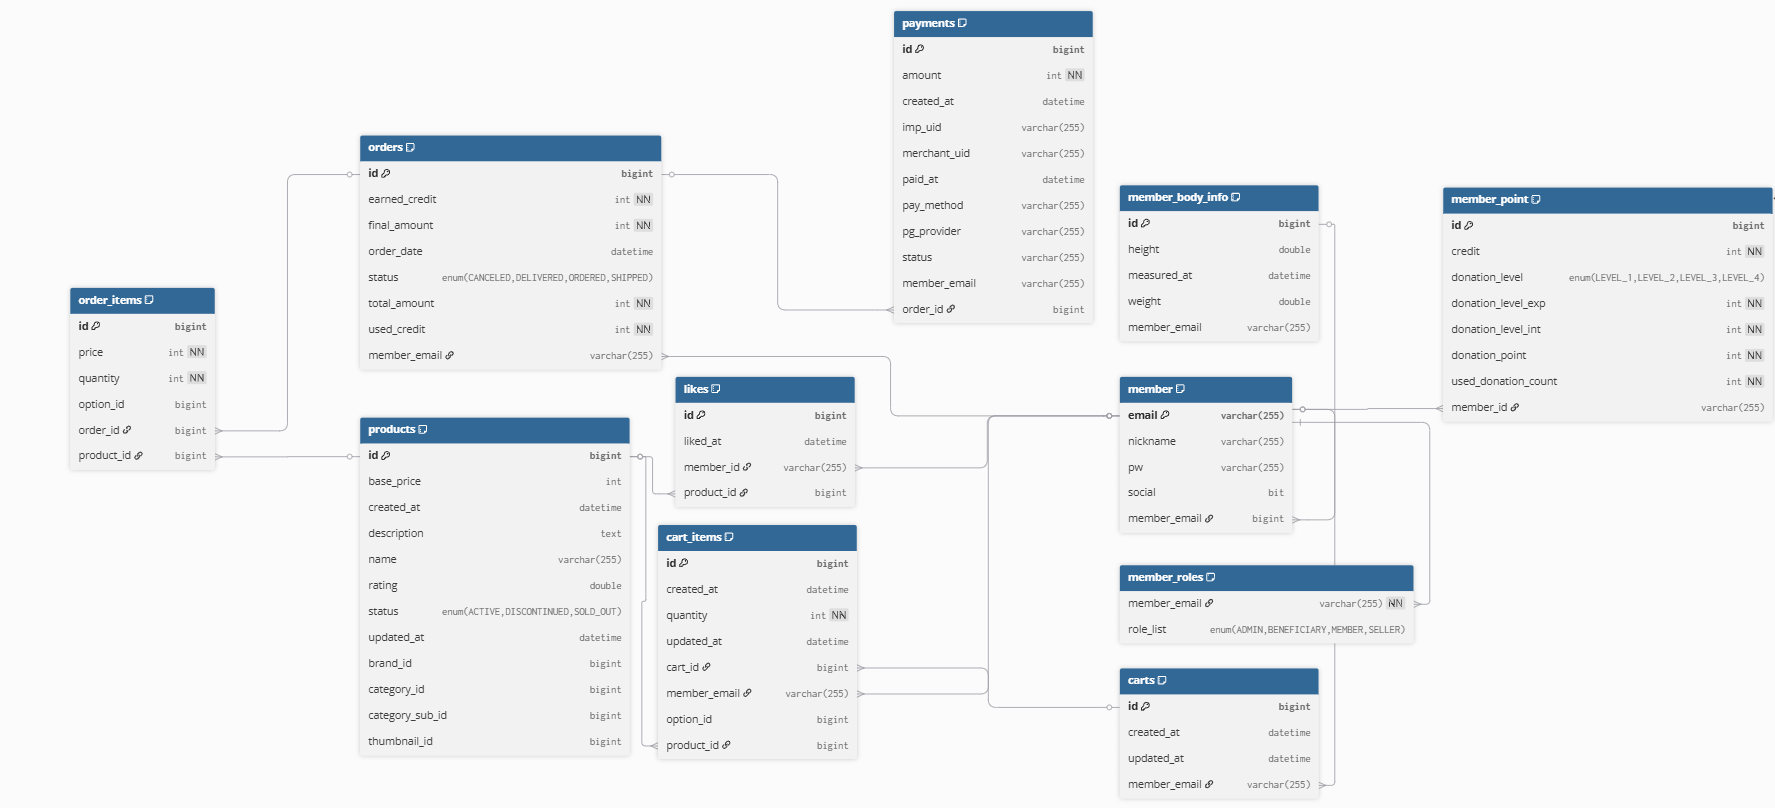 payments
id bigint
amount int NN
created_at datetime
imp_uid varchar(255)
merchant_uid varchar(255)
paid_at datetime
pay_method varchar(255)
pg_provider varchar(255)
status varchar(255)
member_email varchar(255)
order_id bigint
orders
id bigint
earned_credit int NN
final_amount int NN
order_date datetime
status enum(CANCELED,DELIVERED,ORDERED,SHIPPED)
total_amount int NN
used_credit int NN
member_email varchar(255)
member_body_info
id bigint
height double
measured_at datetime
weight double
member_email varchar(255)
member_point
id bigint
credit int NN
donation_level enum(LEVEL_1,LEVEL_2,LEVEL_3,LEVEL_4)
donation_level_exp int NN
donation_level_int int NN
donation_point int NN
used_donation_count int NN
member_id varchar(255)
order_items
id bigint
price int NN
quantity int NN
option_id bigint
order_id bigint
product_id bigint
likes
id bigint
liked_at datetime
member_id varchar(255)
product_id bigint
member
email varchar(255)
nickname varchar(255)
pw varchar(255)
social bit
member_email bigint
products
id bigint
base_price int
created_at datetime
description text
name varchar(255)
rating double
status enum(ACTIVE,DISCONTINUED,SOLD_OUT)
updated_at datetime
brand_id bigint
category_id bigint
category_sub_id bigint
thumbnail_id bigint
cart_items
id bigint
created_at datetime
quantity int NN
updated_at datetime
cart_id bigint
member_email varchar(255)
option_id bigint
product_id bigint
member_roles
member_email varchar(255) NN
role_list enum(ADMIN,BENEFICIARY,MEMBER,SELLER)
carts
id bigint
created_at datetime
updated_at datetime
member_email varchar(255)